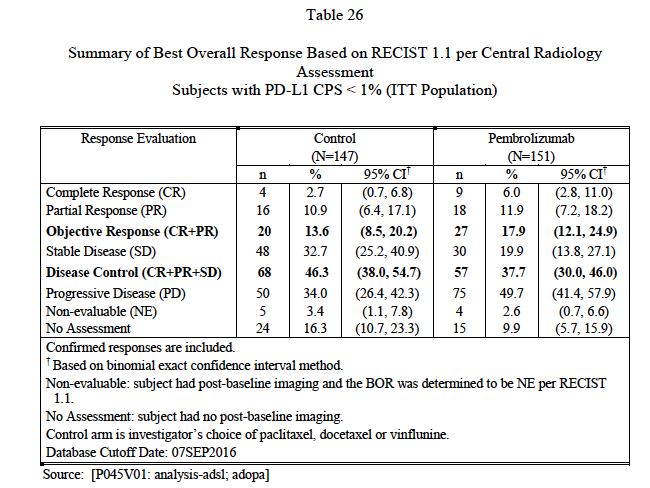 Table 26
Summary of Best Overall Response Based on RECIST 1.1 per Central Radiology
Assessment
Subjects with PD-L1 CPS < 1% (ITT Population)
Response Evaluation Control Pembrolizumab
(N=147) (N=151)
n % 95% CI† n % 95% CI†
Complete Response (CR) 4 2.7 (0.7, 6.8) 9 6.0 (2.8, 11.0)
Partial Response (PR) 16 10.9 (6.4, 17.1) 18 11.9 (7.2, 18.2)
Objective Response (CR+PR) 20 13.6 (8.5, 20.2) 27 17.9 (12.1, 24.9)
Stable Disease (SD) 48 32.7 (25.2, 40.9) 30 19.9 (13.8, 27.1)
Disease Control (CR+PR+SD) 68 46.3 (38.0, 54.7) 57 37.7 (30.0, 46.0)
Progressive Disease (PD) 50 34.0 (26.4, 42.3) 75 49.7 (41.4, 57.9)
Non-evaluable (NE) 5 3.4 (1.1, 7.8) 4 2.6 (0.7, 6.6)
No Assessment 24 16.3 (10.7, 23.3) 15 9.9 (5.7, 15.9)
Confirmed responses are included.
† Based on binomial exact confidence interval method.
Non-evaluable: subject had post-baseline imaging and the BOR was determined to be NE per RECIST
1.1.
No Assessment: subject had no post-baseline imaging.
Control arm is investigator's choice of paclitaxel, docetaxel or vinflunine.
Database Cutoff Date: 07SEP2016
Source: [P045V01: analysis-adsl; adopa]